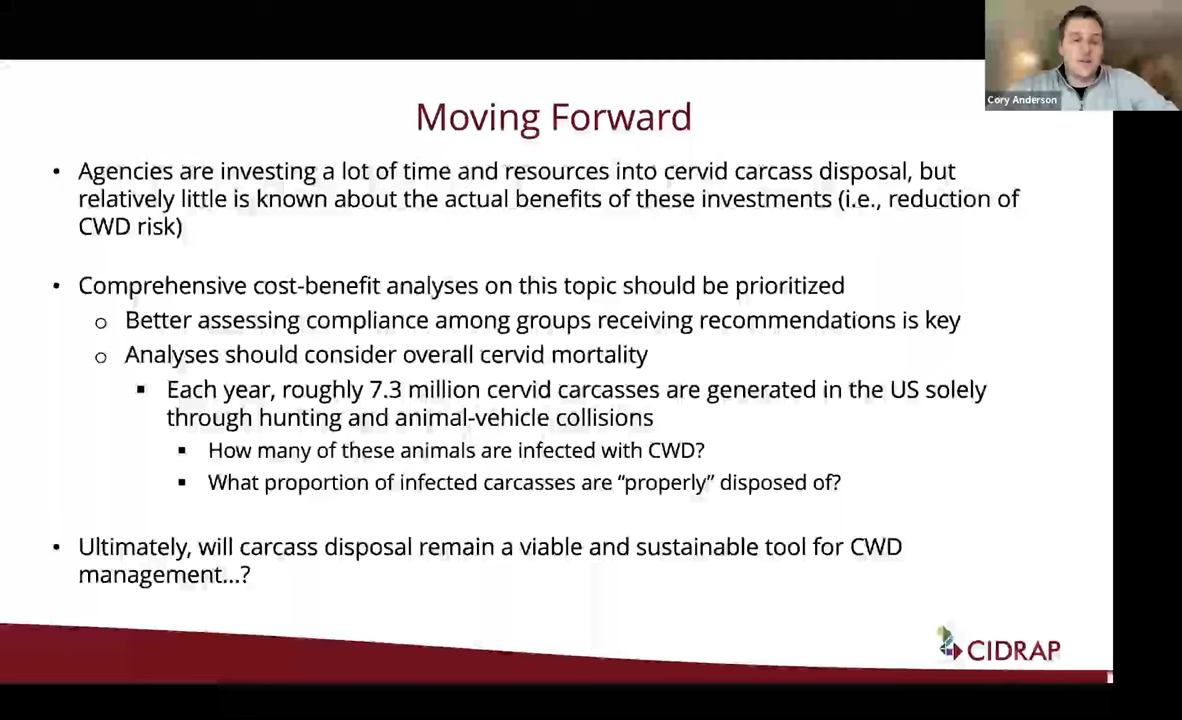 Cory Anderson
Moving Forward
• Agencies are investing a lot of time and resources into cervid carcass disposal, but
relatively little is known about the actual benefits of these investments (i.e., reduction of
CWD risk)
• Comprehensive cost-benefit analyses on this topic should be prioritized
o Better assessing compliance among groups receiving recommendations is key
o Analyses should consider overall cervid mortality
▪ Each year, roughly 7.3 million cervid carcasses are generated in the US solely
through hunting and animal-vehicle collisions
▪ How many of these animals are infected with CWD?
▪ What proportion of infected carcasses are “properly” disposed of?
• Ultimately, will carcass disposal remain a viable and sustainable tool for CWD
management...?
CIDRAP